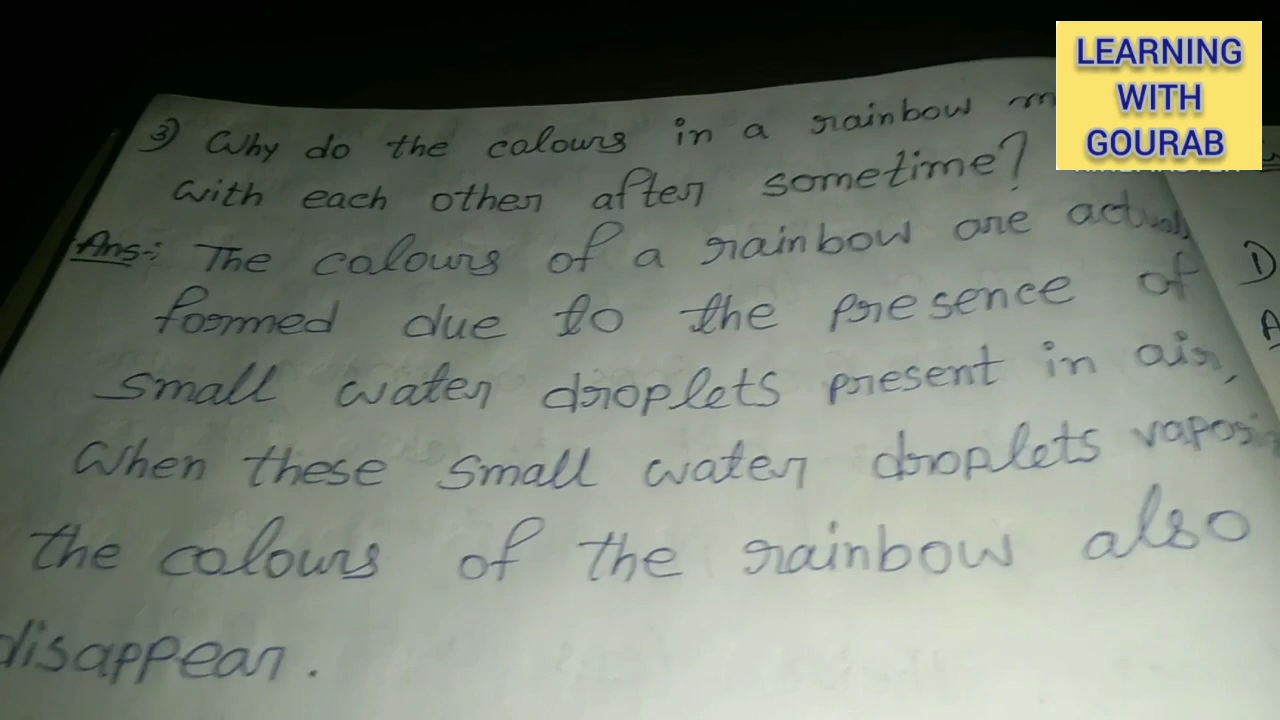 LEARNING
WITH
GOURAB
3) Why do the colours in a rainbow
with each other after sometime?
Ans:- The colours of a rainbow are
formed due to the presence of
small water droplets present in air,
When these small water droplets
the colours of the rainbow also
disappear.